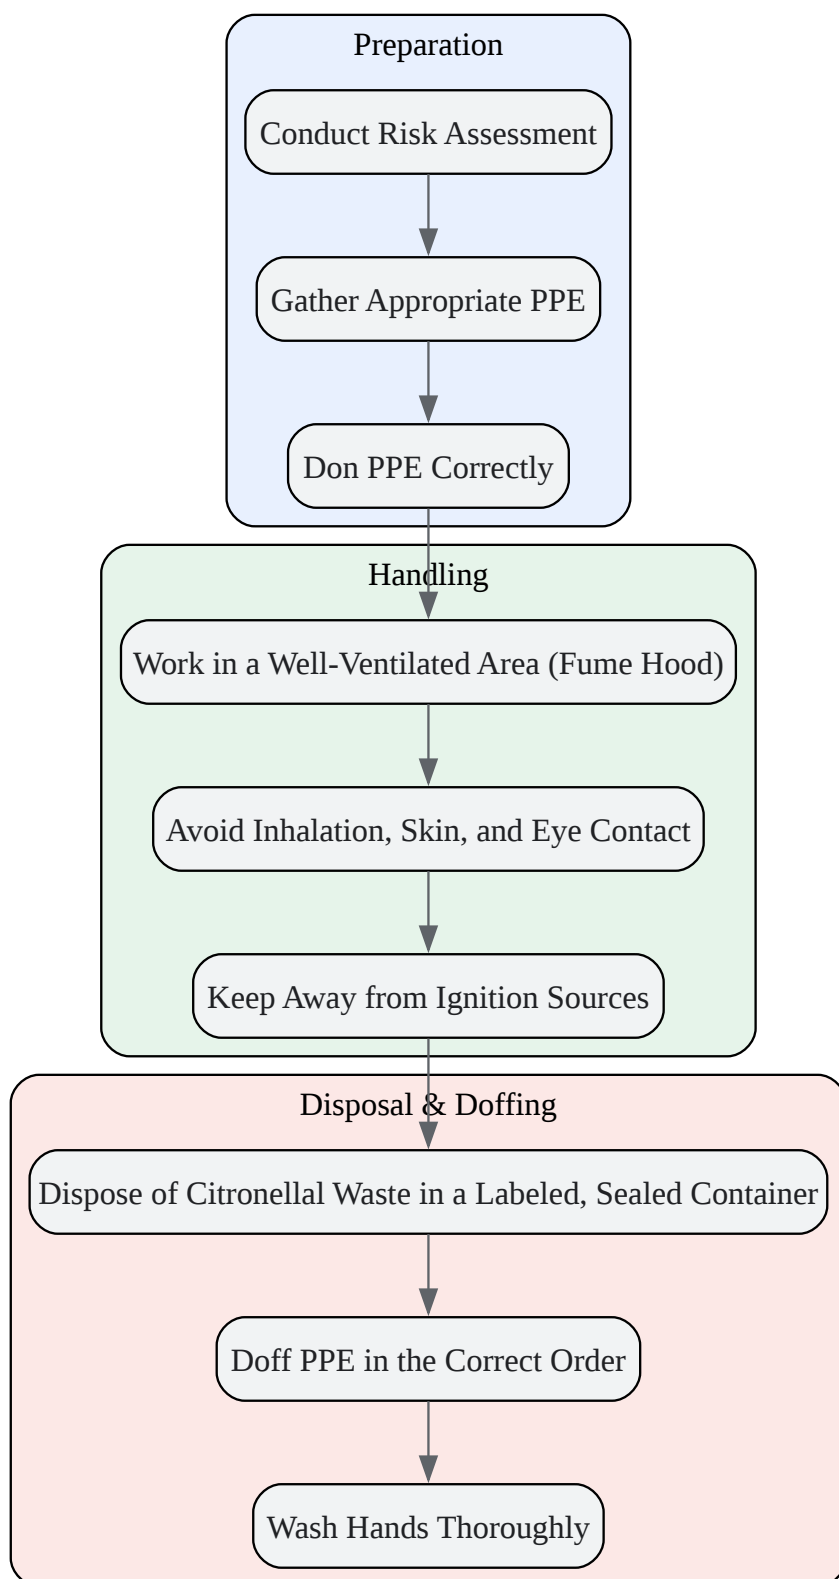 Preparation
Conduct Risk Assessment
Gather Appropriate PPE
Don PPE Correctly
Handling
Work in a Well-Ventilated Area (Fume Hood)
Avoid Inhalation, Skin, and Eye Contact
Keep Away from Ignition Sources
Disposal & Doffing
Dispose of Citronellal Waste in a Labeled, Sealed Container
Doff PPE in the Correct Order
Wash Hands Thoroughly